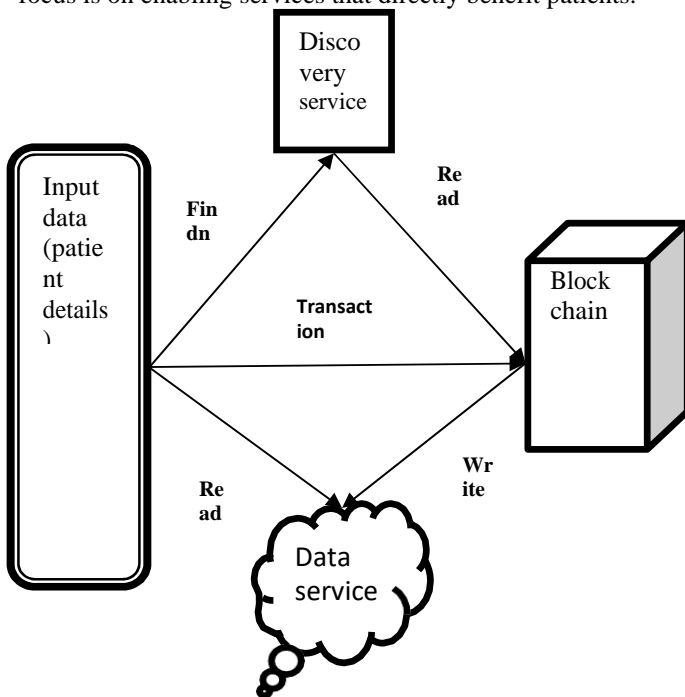 focus is on enabling services that directly benefit patients.
Disco
very
service
Input
data
(patie
nt
details
)
Fin
dn
Re
ad
Transact
ion
Block
chain
Re
ad
Wr
ite
Data
service